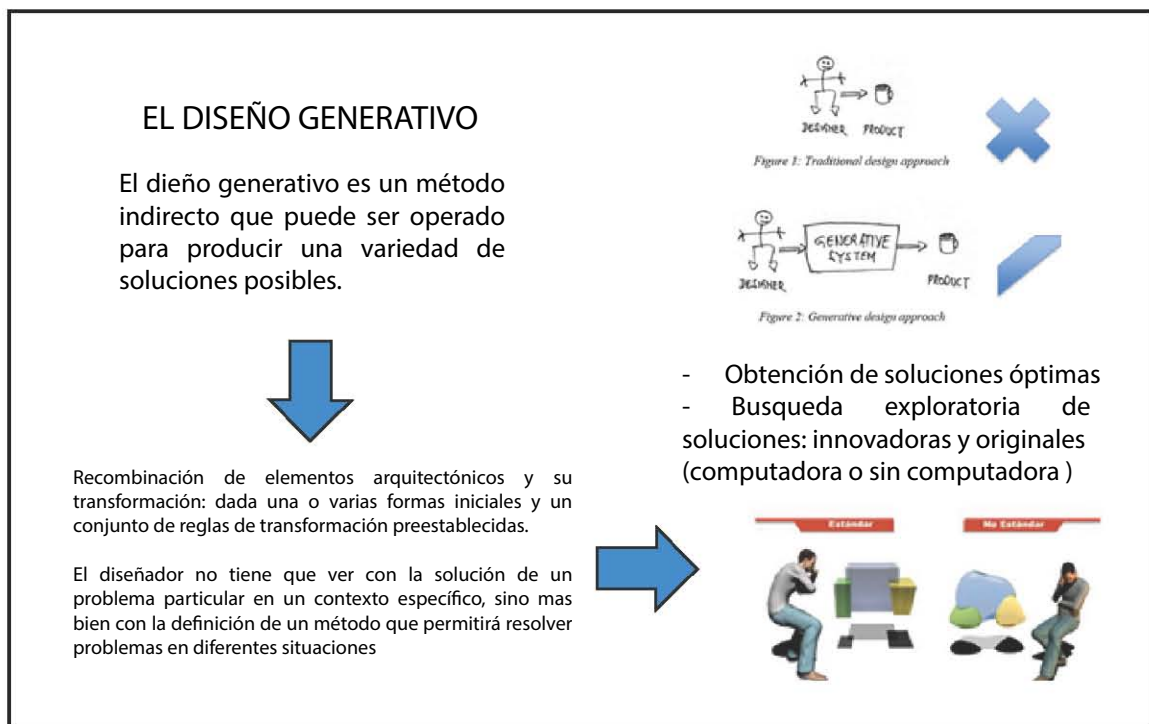 EL DISEÑO GENERATIVO
El dieño generativo es un método
indirecto que puede ser operado
para producir una variedad de
soluciones posibles.
Recombinación de elementos arquitectónicos y su
transformación: dada una o varias formas iniciales y un
conjunto de reglas de transformación preestablecidas.
El diseñador no tiene que ver con la solución de un
problema particular en un contexto específico, sino mas
bien con la definición de un método que permitirá resolver
problemas en diferentes situaciones
DESIGNER PRODUCT
Figure 1: Traditional design approach
GENERATIVE
SYSTEM
DESIGNER PRODUCT
Figure 2: Generative design approach
- Obtención de soluciones óptimas
- Busqueda exploratoria de
soluciones: innovadoras y originales
(computadora o sin computadora )
Estándar No Estándar